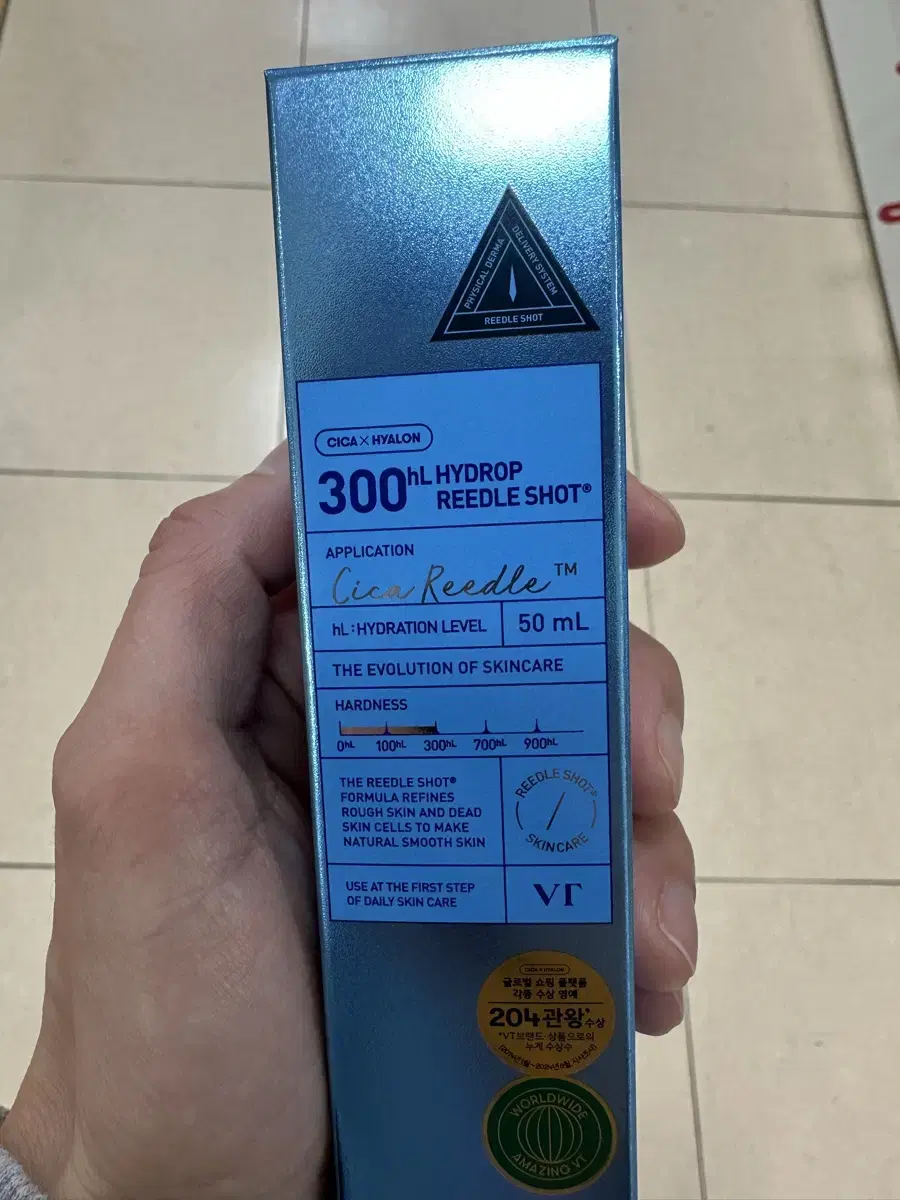 PHYSICAL DERMA
DELIVERY SYSTEM
REEDLE SHOT
CICA X HYALON
300hL HYDROP
REEDLE SHOT®
APPLICATION
Cica Reedle™
hL : HYDRATION LEVEL
50 mL
THE EVOLUTION OF SKINCARE
HARDNESS
0hL 100hL 300hL 700hL 900hL
THE REEDLE SHOT®
FORMULA REFINES
ROUGH SKIN AND DEAD
SKIN CELLS TO MAKE
NATURAL SMOOTH SKIN
REEDLE SHOT®
SKINCARE
USE AT THE FIRST STEP
OF DAILY SKIN CARE
VT
CICA X HYALON
글로벌 쇼핑 플랫폼
각종 수상 명예
204관왕* 수상
*VT브랜드·상품으로의
누계 수상수
WORLDWIDE
AMAZING VT